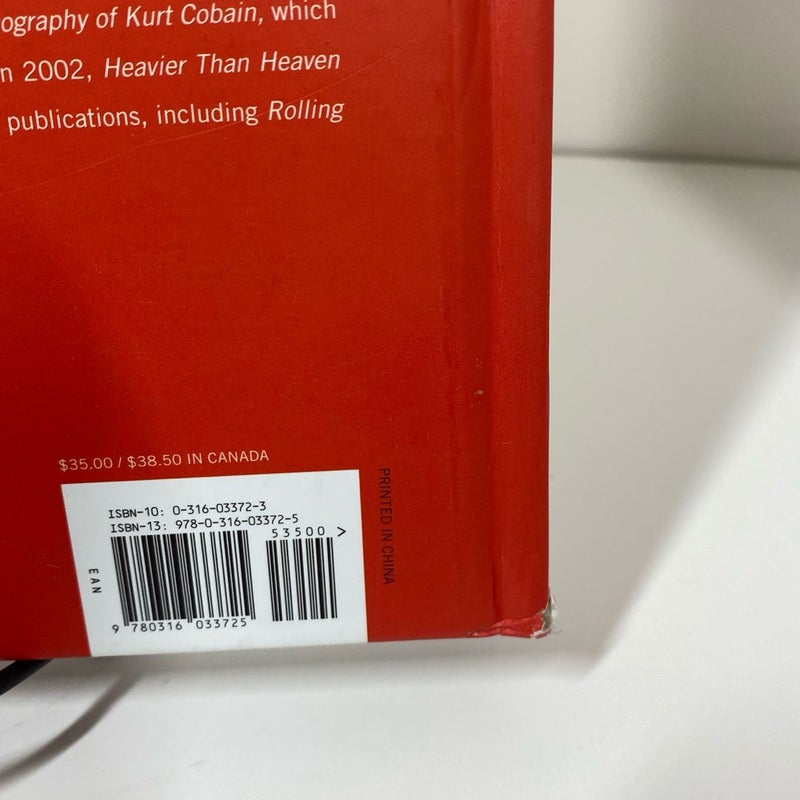 ography of Kurt Cobain, which
n 2002, Heavier Than Heaven
publications, including Rolling
$35.00 / $38.50 IN CANADA
ISBN-10: 0-316-03372-3
ISBN-13: 978-0-316-03372-5
53500 >
EAN
9 780316 033725
PRINTED IN CHINA